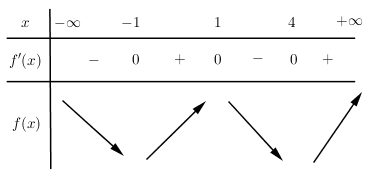 x −∞ −1 1 4 +∞
f′(x) − 0 + 0 − 0 +
f(x)